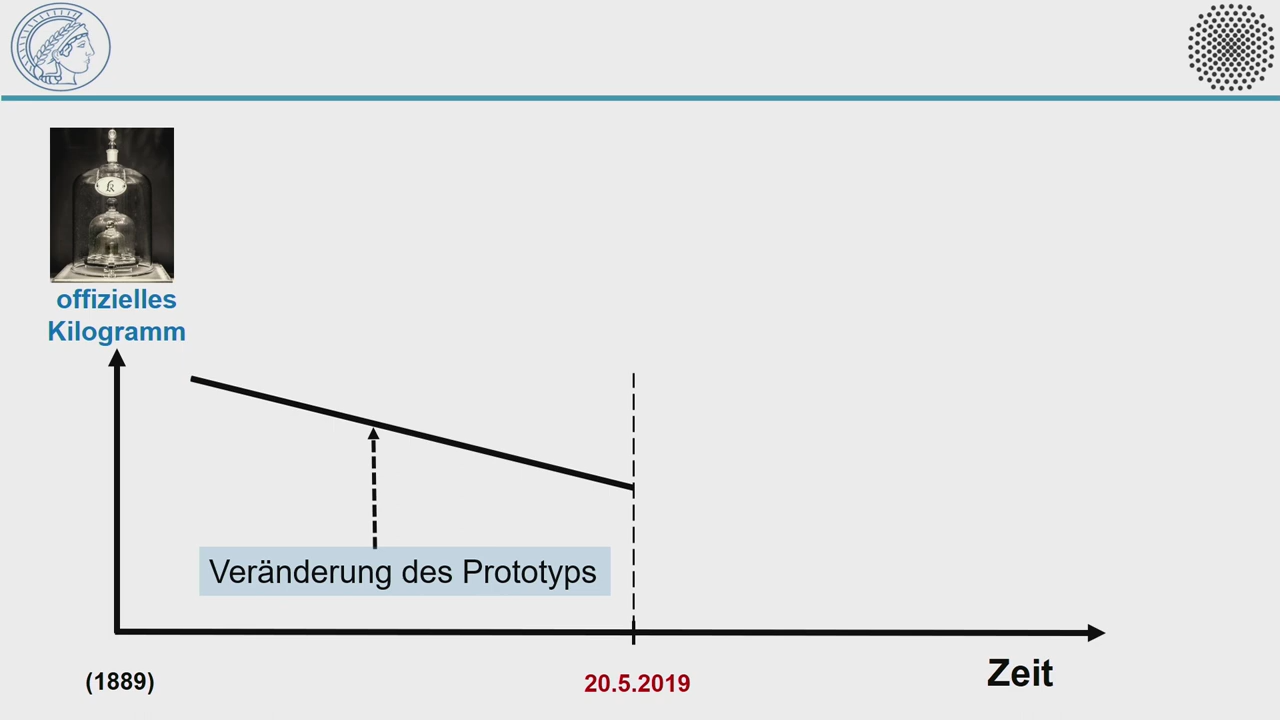 offizielles
Kilogramm
Veränderung des Prototyps
(1889)
20.5.2019
Zeit